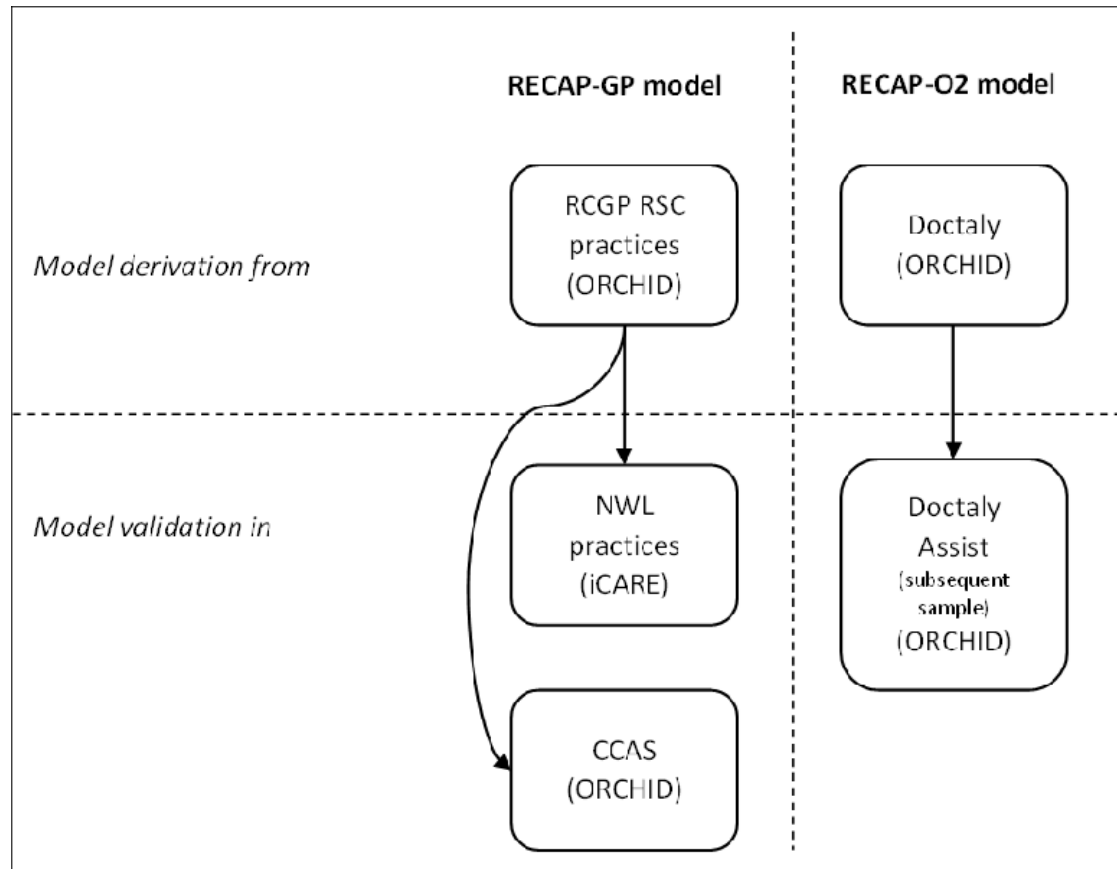 RECAP-GP model
RECAP-O2 model
Model derivation from
RCGP RSC
practices
(ORCHID)
Doctaly
(ORCHID)
Model validation in
NWL
practices
(iCARE)
Doctaly
Assist
(subsequent
sample)
(ORCHID)
CCAS
(ORCHID)